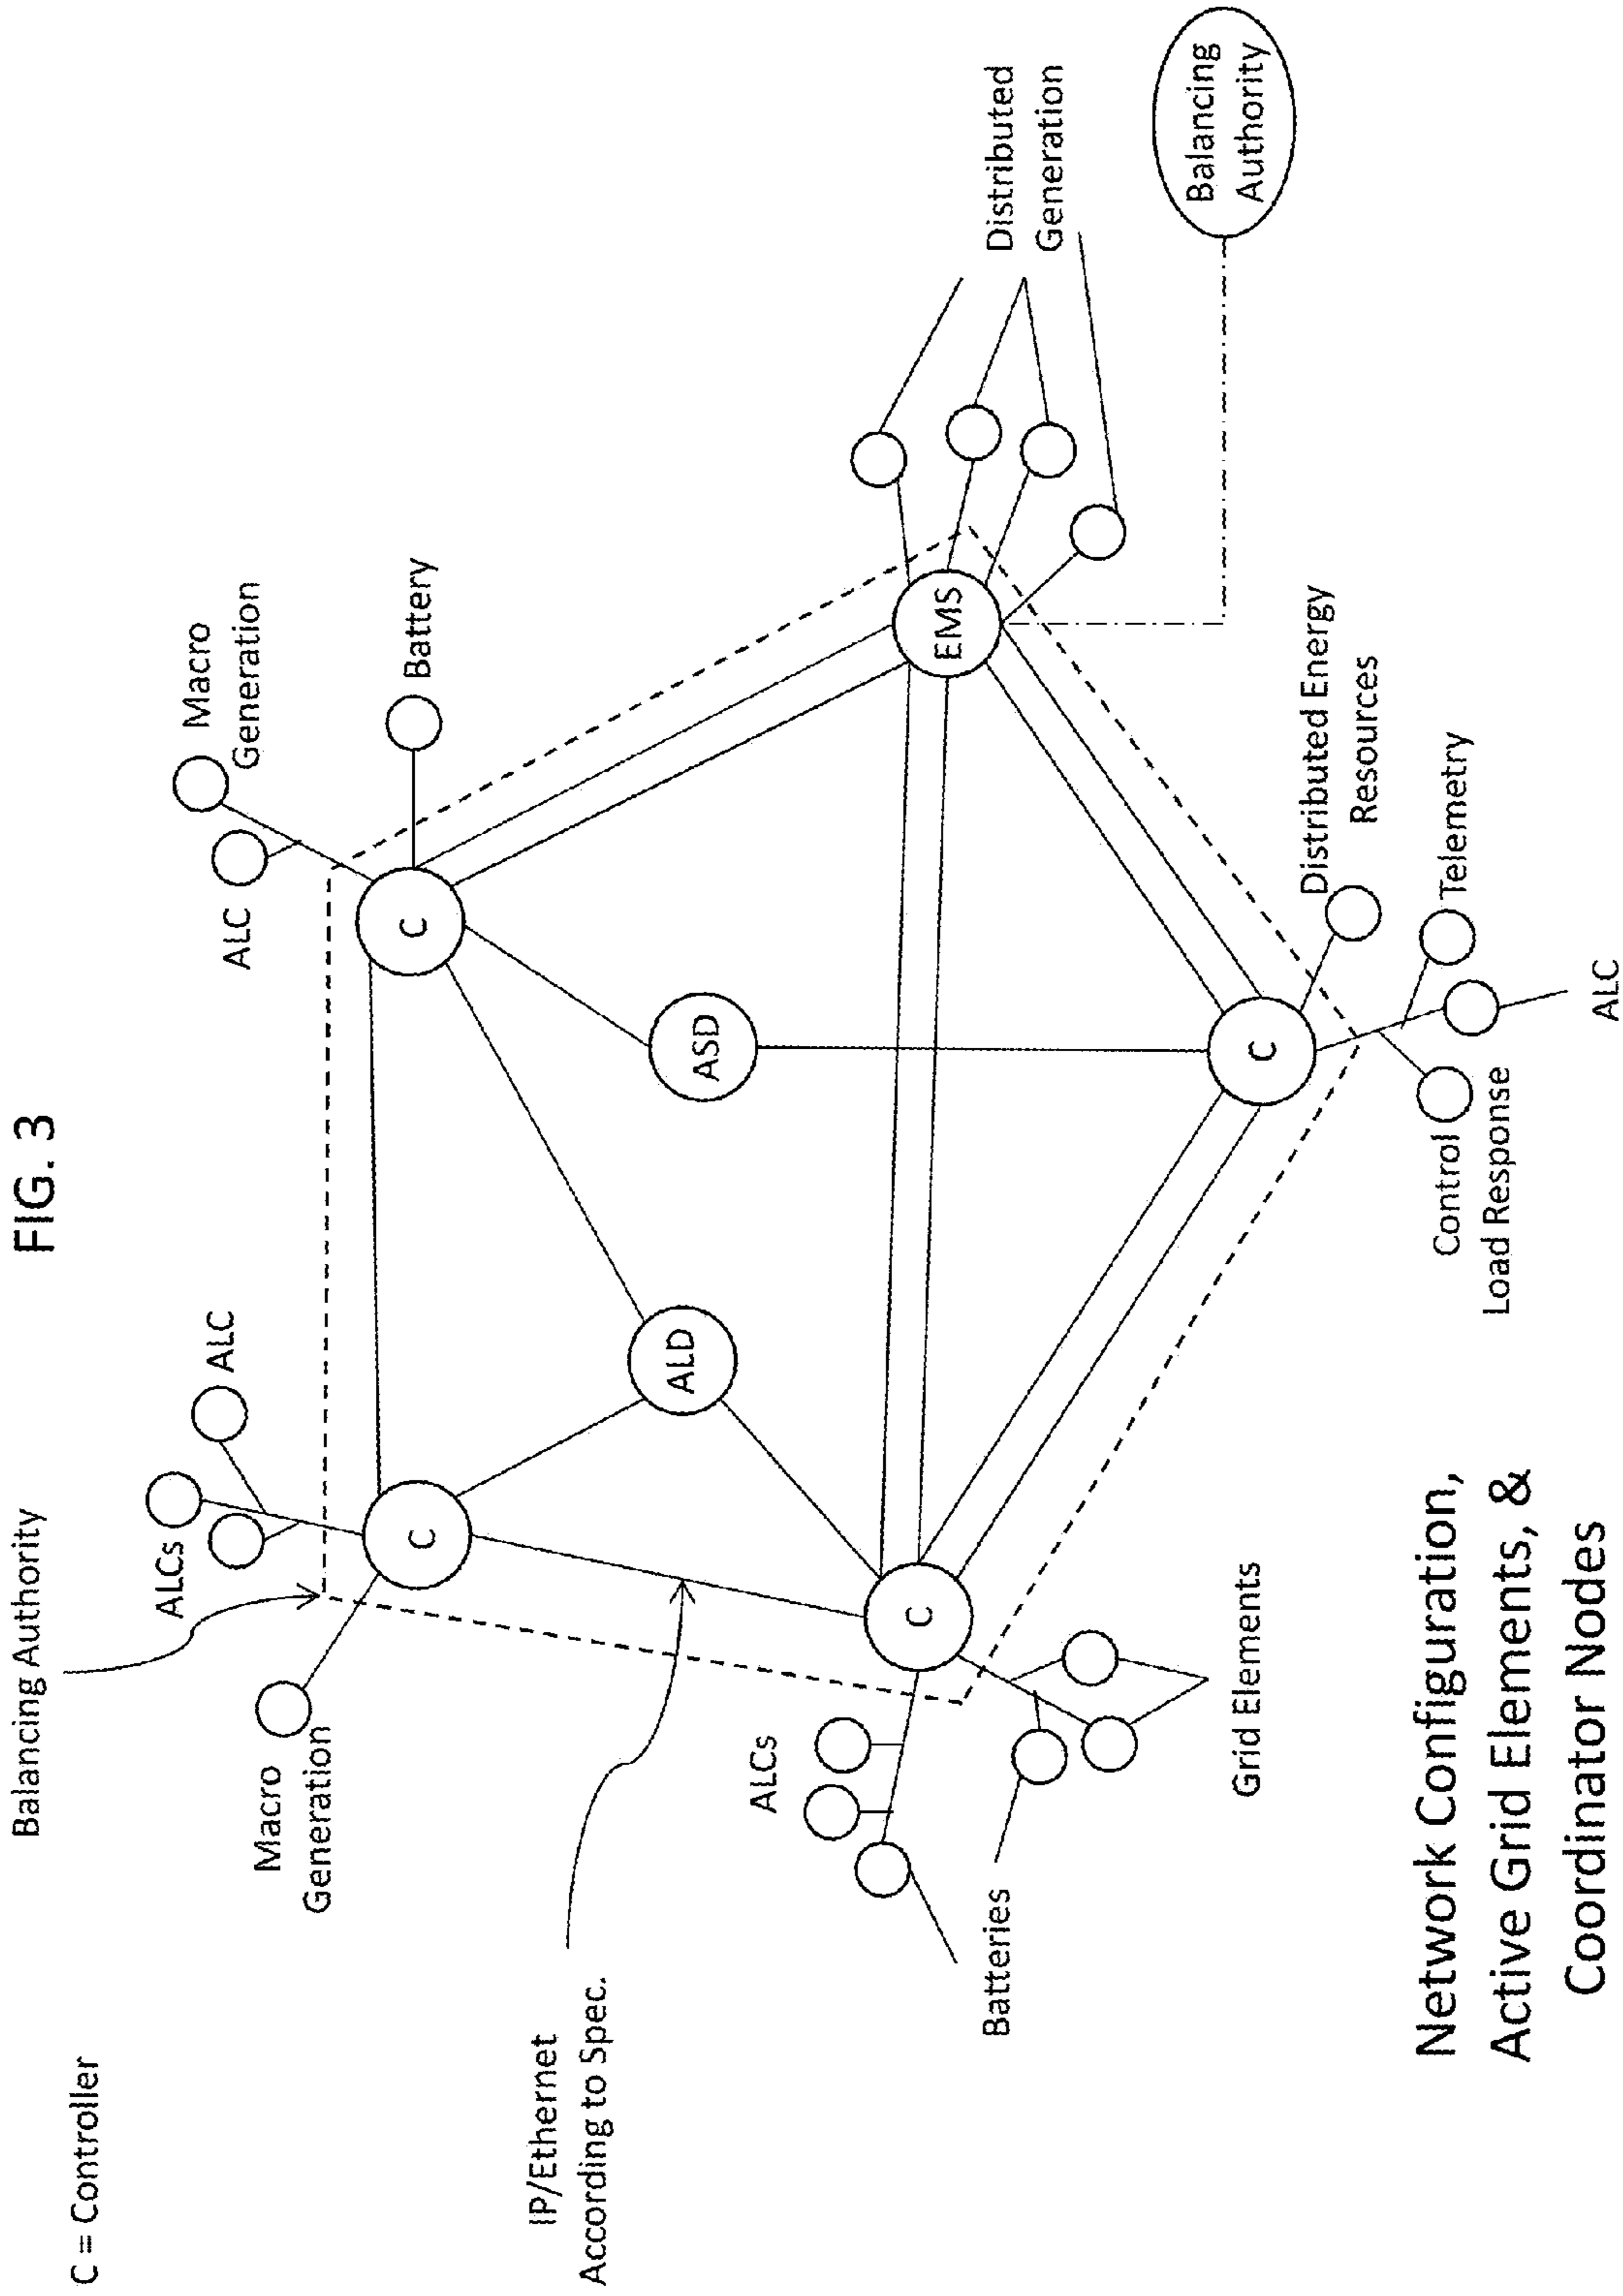 FIG. 3
C = Controller
Balancing Authority
ALCs
ALC
Macro
Generation
C
ALC
Macro
Generation
C
Battery
IP/Ethernet
According to Spec.
ALD
ASD
ALCs
C
EMS
Distributed
Generation
Batteries
Grid Elements
C
Balancing
Authority
Distributed Energy
Resources
Control
Load Response
Telemetry
ALC
Network Configuration,
Active Grid Elements, &
Coordinator Nodes